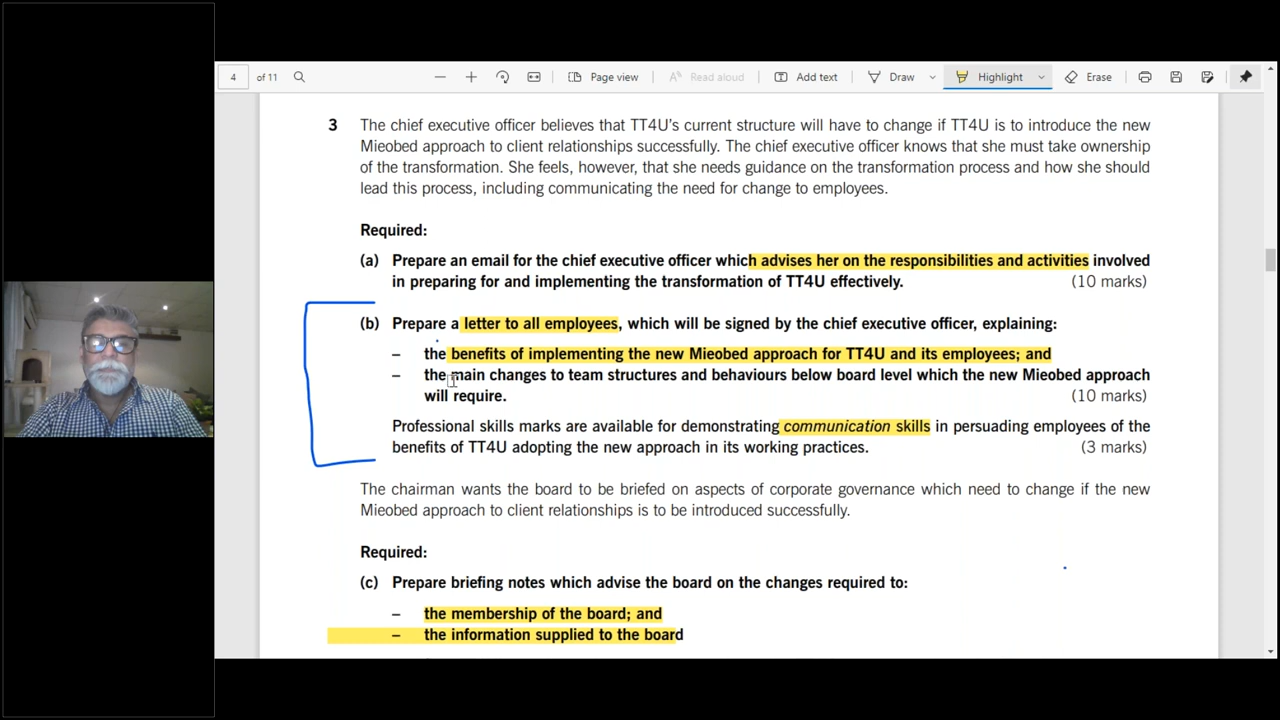 4 of 11 Page view Read aloud Add text Draw Highlight Erase
3 The chief executive officer believes that TT4U's current structure will have to change if TT4U is to introduce the new
Mieobed approach to client relationships successfully. The chief executive officer knows that she must take ownership
of the transformation. She feels, however, that she needs guidance on the transformation process and how she should
lead this process, including communicating the need for change to employees.
Required:
(a) Prepare an email for the chief executive officer which advises her on the responsibilities and activities involved
in preparing for and implementing the transformation of TT4U effectively. (10 marks)
(b) Prepare a letter to all employees, which will be signed by the chief executive officer, explaining:
– the benefits of implementing the new Mieobed approach for TT4U and its employees; and
– the main changes to team structures and behaviours below board level which the new Mieobed approach
will require. (10 marks)
Professional skills marks are available for demonstrating communication skills in persuading employees of the
benefits of TT4U adopting the new approach in its working practices. (3 marks)
The chairman wants the board to be briefed on aspects of corporate governance which need to change if the new
Mieobed approach to client relationships is to be introduced successfully.
Required:
(c) Prepare briefing notes which advise the board on the changes required to:
– the membership of the board; and
– the information supplied to the board